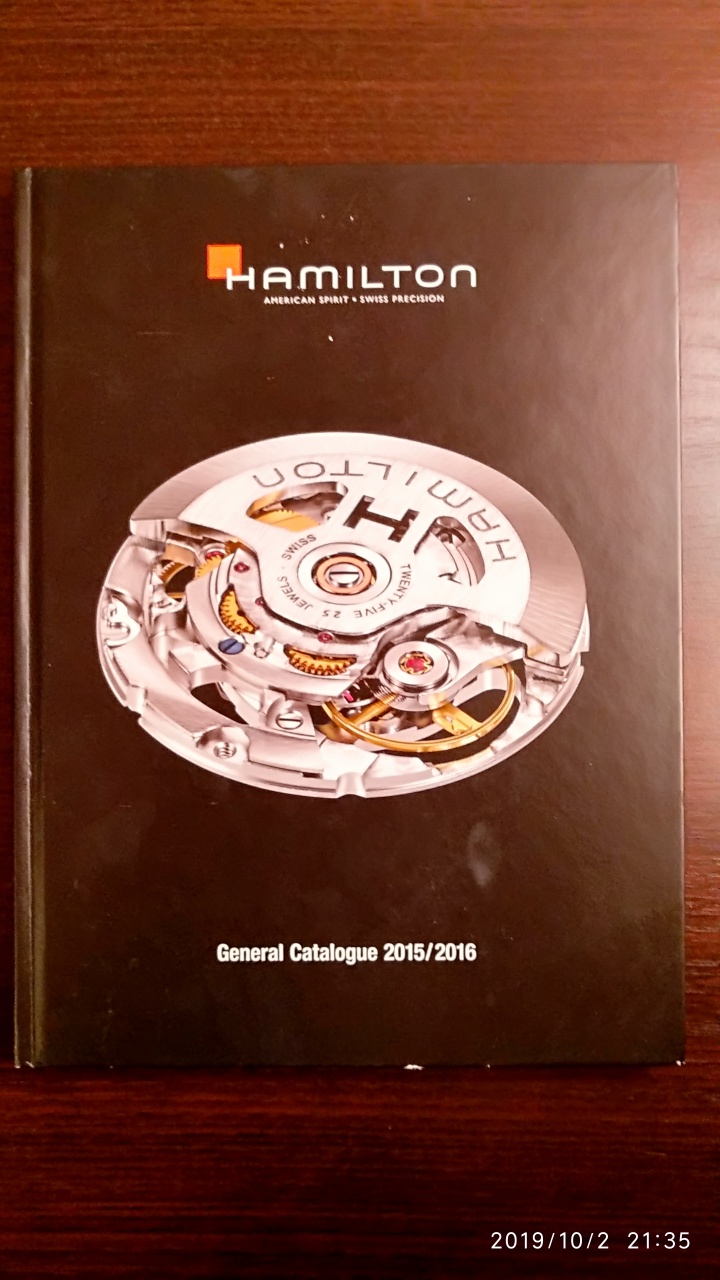 HAMILTON
AMERICAN SPIRIT • SWISS PRECISION
HAMILTON
H
SWISS
TWENTY-FIVE 25 JEWELS
General Catalogue 2015/2016
2019/10/2 21:35